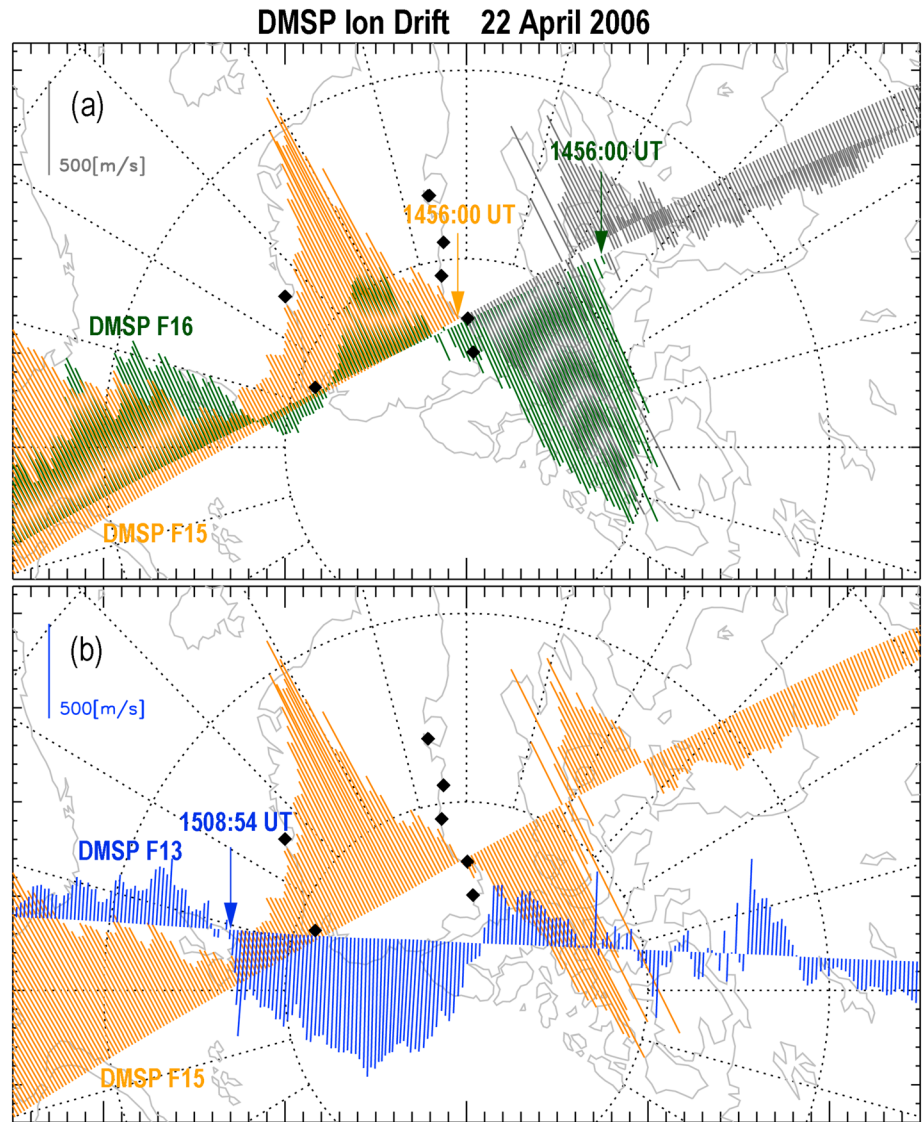 DMSP Ion Drift 22 April 2006
(a)
500[m/s]
1456:00 UT
1456:00 UT
DMSP F16
DMSP F15
(b)
500[m/s]
1508:54 UT
DMSP F13
DMSP F15